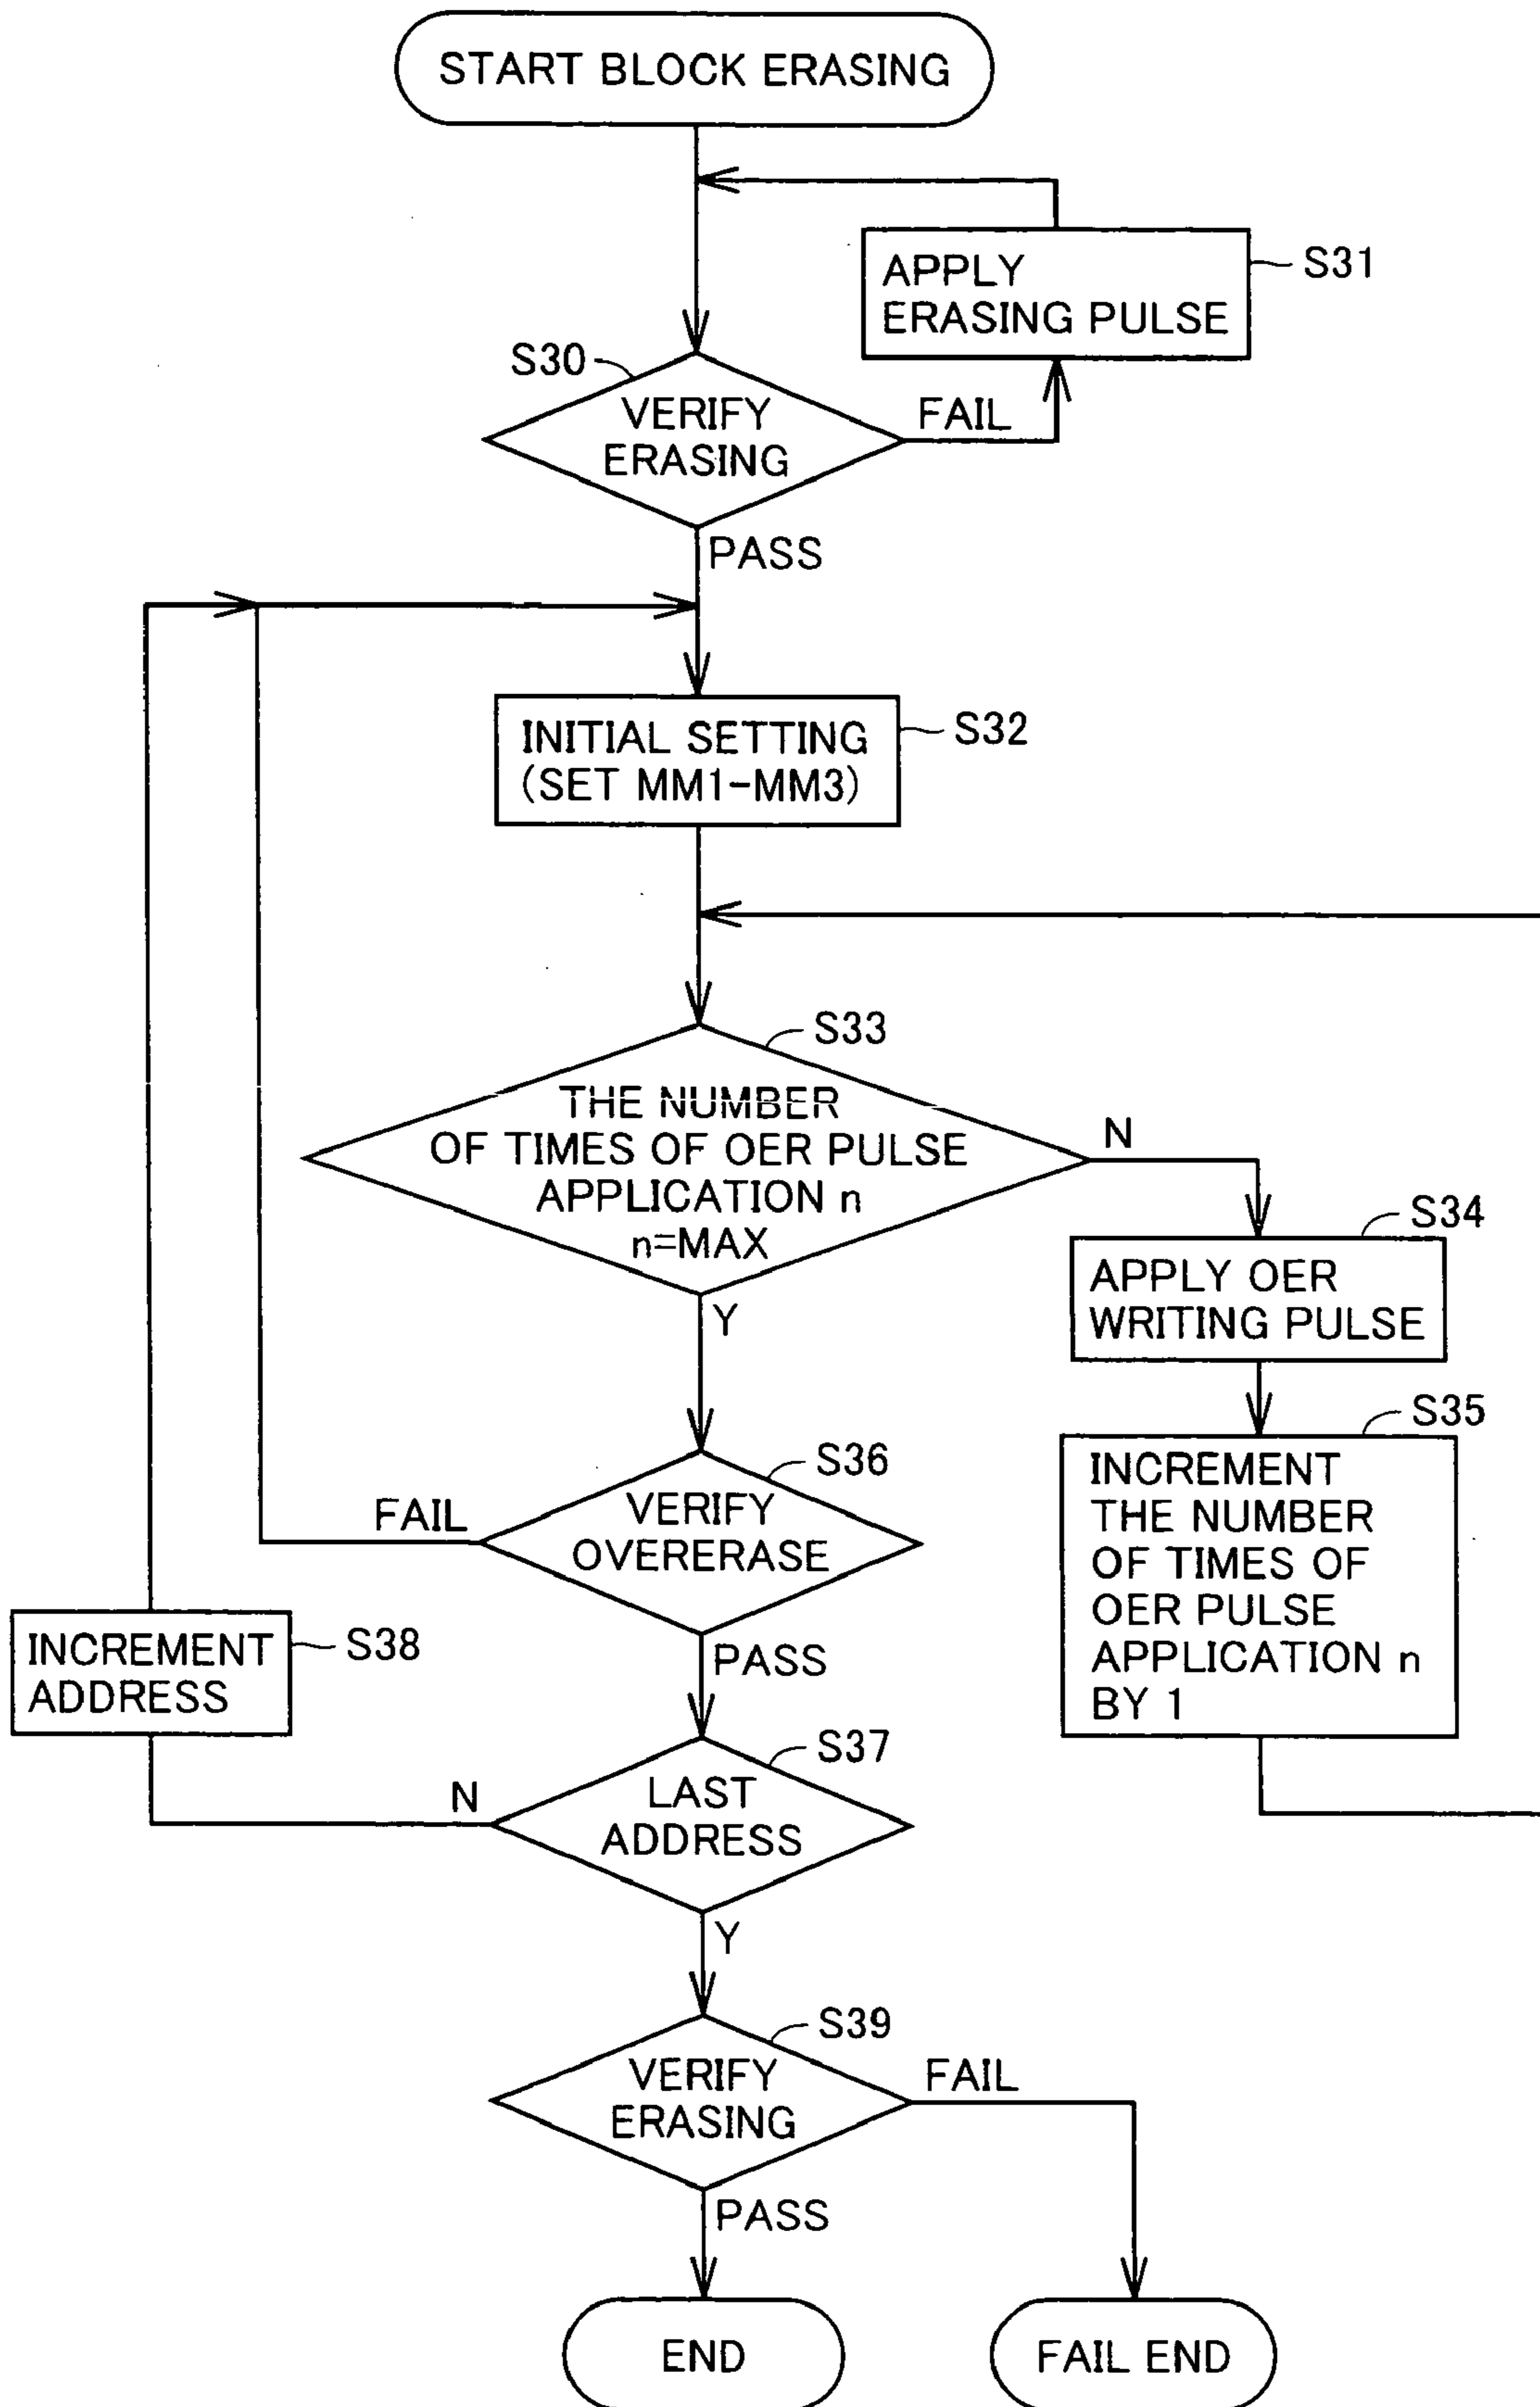 START BLOCK ERASING
APPLY
ERASING PULSE
S31
S30
VERIFY
ERASING
FAIL
PASS
INITIAL SETTING
(SET MM1-MM3)
S32
S33
THE NUMBER
OF TIMES OF OER PULSE
APPLICATION n
n=MAX
N
Y
S34
APPLY OER
WRITING PULSE
S35
INCREMENT
THE NUMBER
OF TIMES OF
OER PULSE
APPLICATION n
BY 1
S36
VERIFY
OVERERASE
FAIL
PASS
INCREMENT
ADDRESS
S38
S37
LAST
ADDRESS
N
Y
S39
VERIFY
ERASING
FAIL
PASS
END
FAIL END